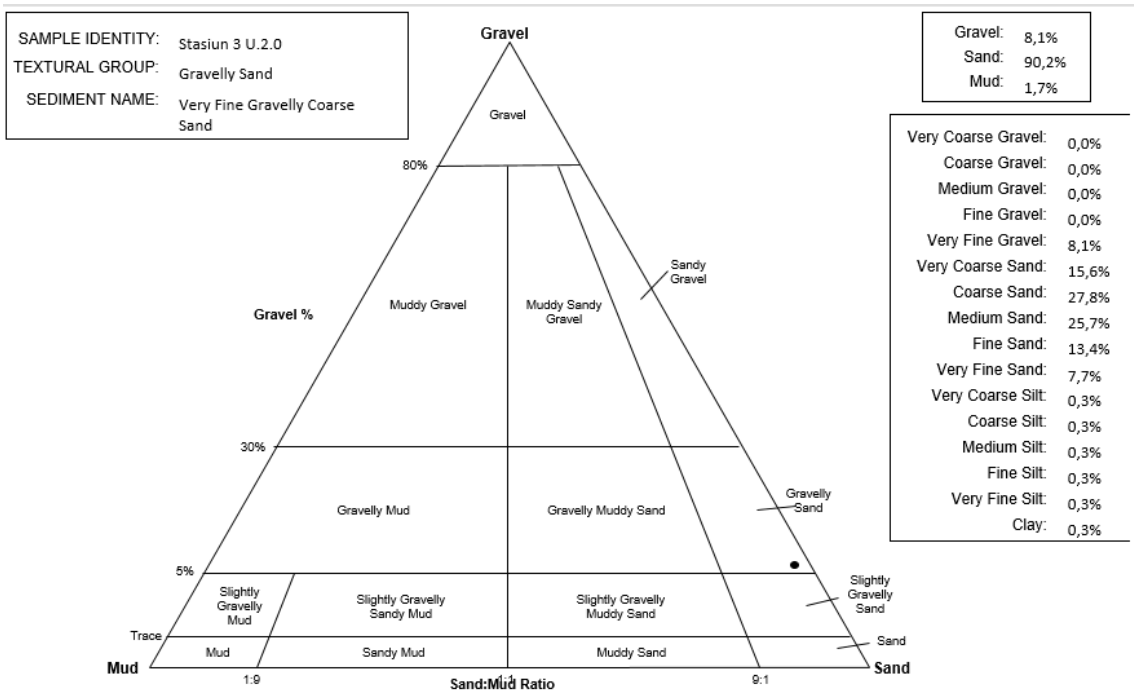 SAMPLE IDENTITY: Stasiun 3 U.2.0
TEXTURAL GROUP: Gravelly Sand
SEDIMENT NAME: Very Fine Gravelly Coarse
Sand
Gravel
Gravel
80%
Sandy
Gravel
Muddy Gravel
Muddy Sandy
Gravel
Gravel %
30%
Gravelly Mud
Gravelly Muddy Sand
Gravelly
Sand
5%
Slightly
Gravelly
Mud
Slightly Gravelly
Sandy Mud
Slightly Gravelly
Muddy Sand
Slightly
Gravelly
Sand
Trace
Mud
Sandy Mud
Muddy Sand
Sand
Mud
Sand
1:9
1:1
9:1
Sand:Mud Ratio
Gravel: 8,1%
Sand: 90,2%
Mud: 1,7%
Very Coarse Gravel: 0,0%
Coarse Gravel: 0,0%
Medium Gravel: 0,0%
Fine Gravel: 0,0%
Very Fine Gravel: 8,1%
Very Coarse Sand: 15,6%
Coarse Sand: 27,8%
Medium Sand: 25,7%
Fine Sand: 13,4%
Very Fine Sand: 7,7%
Very Coarse Silt: 0,3%
Coarse Silt: 0,3%
Medium Silt: 0,3%
Fine Silt: 0,3%
Very Fine Silt: 0,3%
Clay: 0,3%